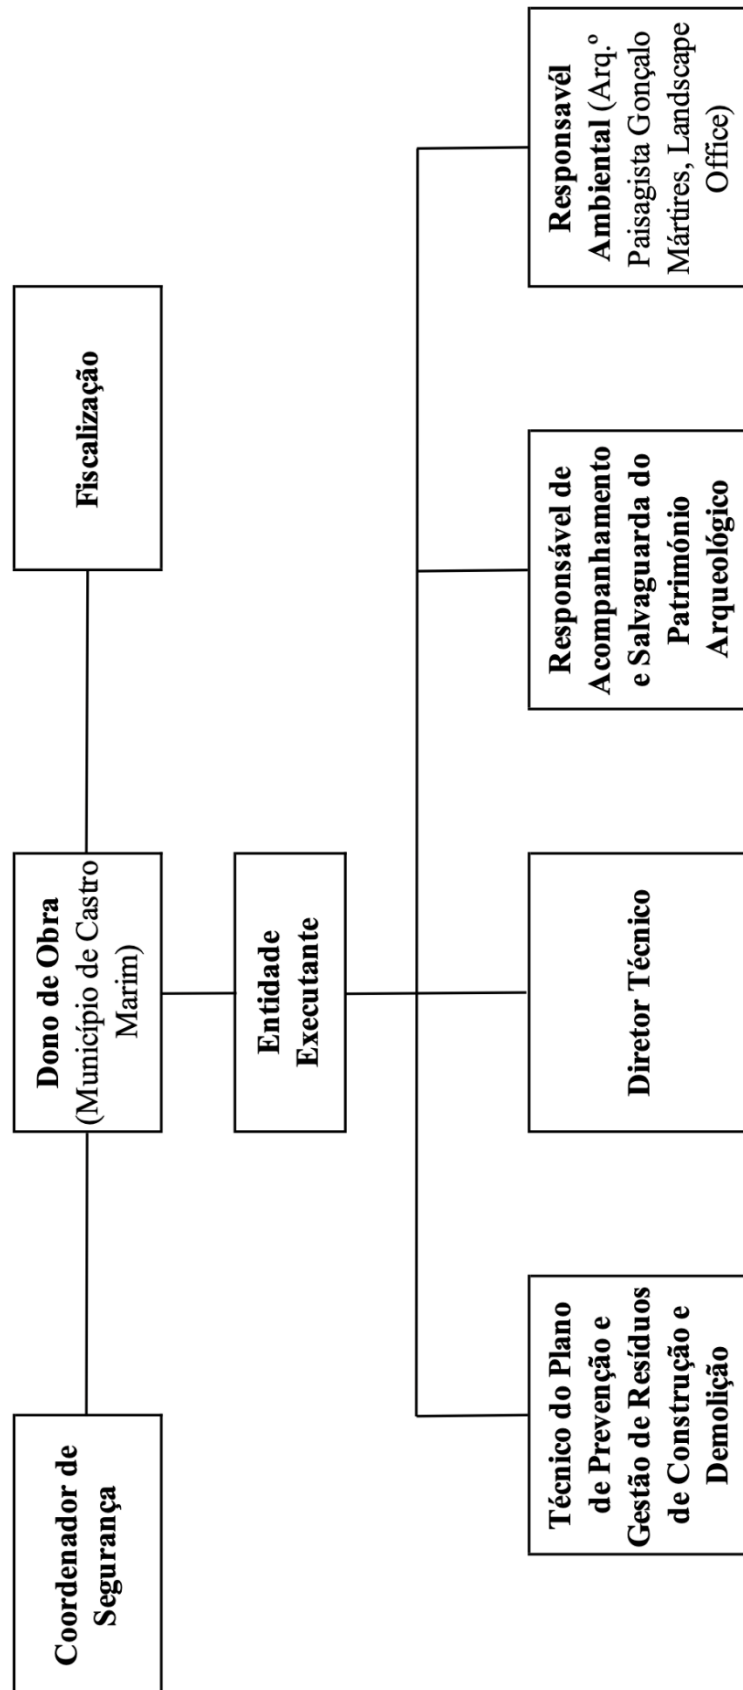 Coordenador de
Segurança
Dono de Obra
(Município de Castro
Marim)
Fiscalização
Entidade
Executante
Técnico do Plano
de Prevenção e
Gestão de Resíduos
de Construção e
Demolição
Diretor Técnico
Responsável de
Acompanhamento
e Salvaguarda do
Património
Arqueológico
Responsavél
Ambiental (Arq.º
Paisagista Gonçalo
Mártires, Landscape
Office)